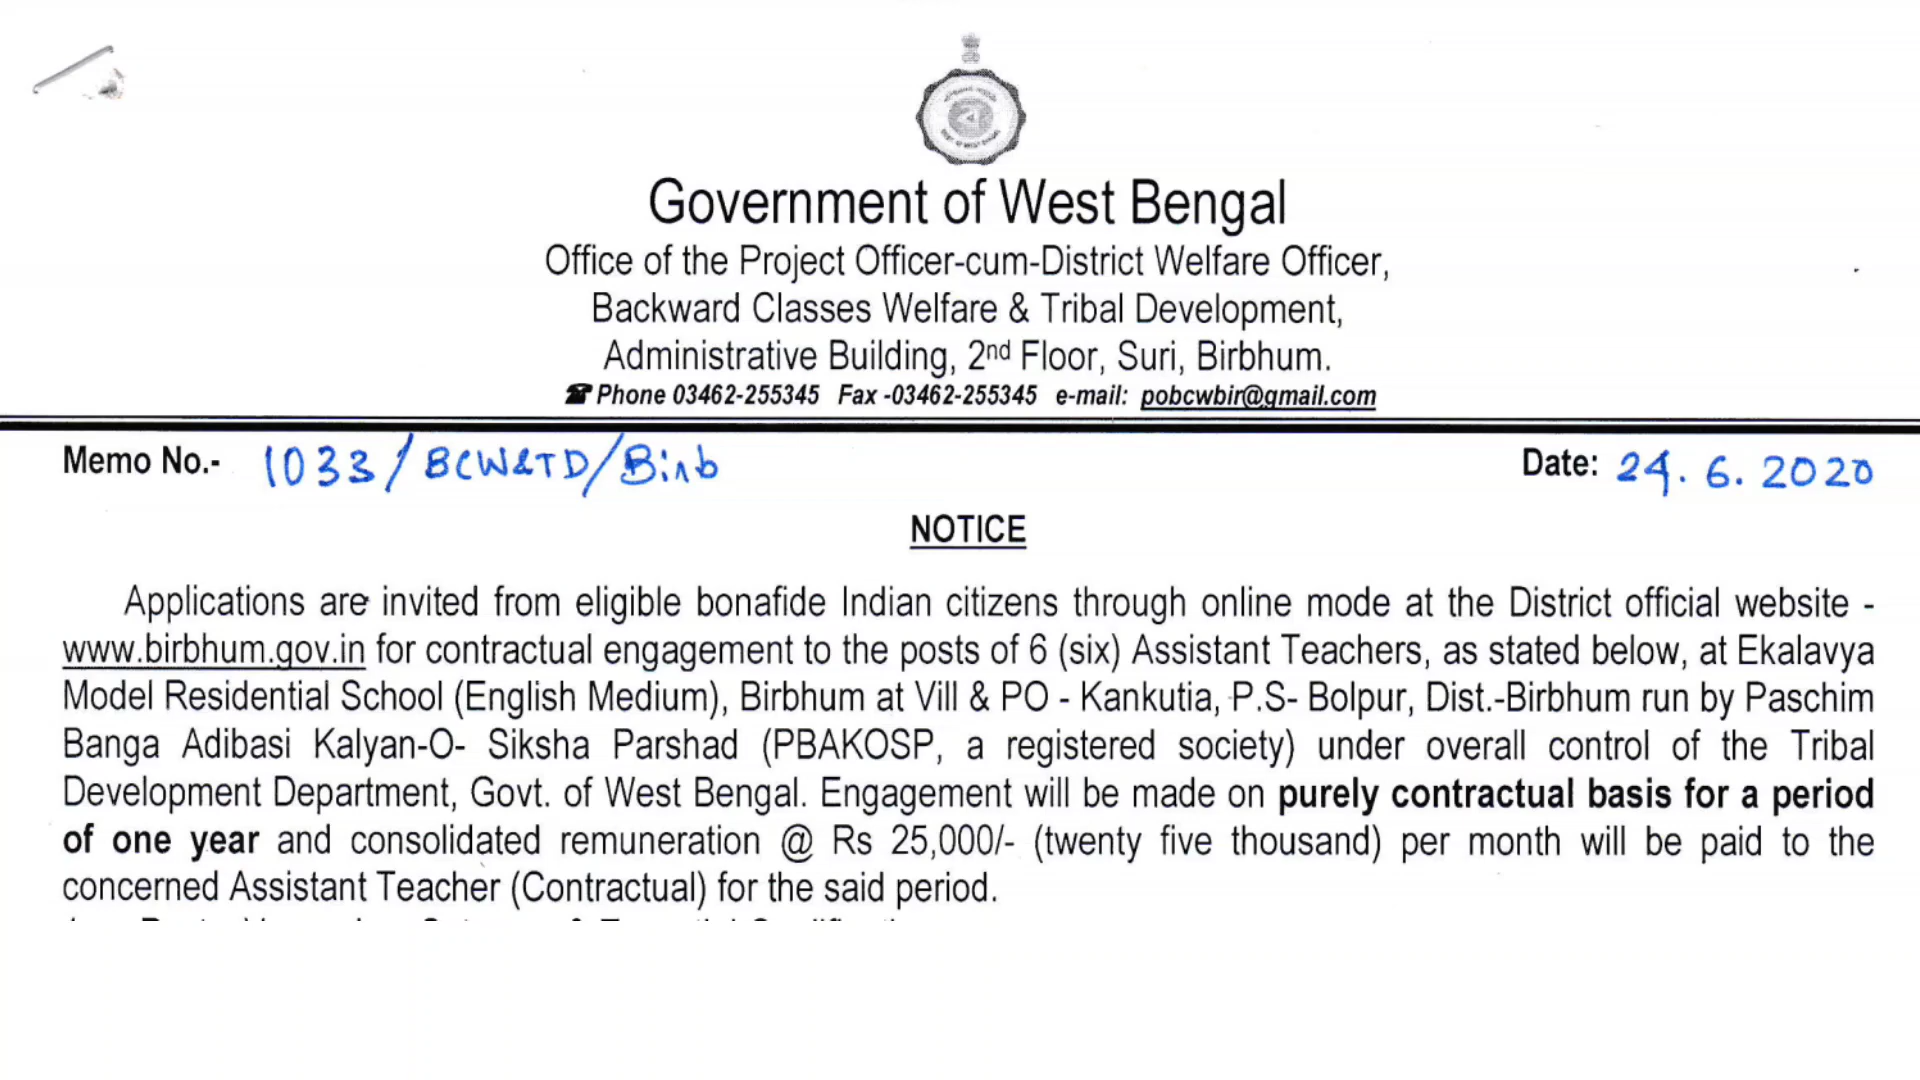 Government of West Bengal
Office of the Project Officer-cum-District Welfare Officer,
Backward Classes Welfare & Tribal Development,
Administrative Building, 2nd Floor, Suri, Birbhum.
☎ Phone 03462-255345 Fax -03462-255345 e-mail: pobcwbir@gmail.com
Memo No.- 1033/BCW&TD/Birb Date: 24.6.2020
NOTICE
Applications are invited from eligible bonafide Indian citizens through online mode at the District official website -
www.birbhum.gov.in for contractual engagement to the posts of 6 (six) Assistant Teachers, as stated below, at Ekalavya
Model Residential School (English Medium), Birbhum at Vill & PO - Kankutia, P.S- Bolpur, Dist.-Birbhum run by Paschim
Banga Adibasi Kalyan-O- Siksha Parshad (PBAKOSP, a registered society) under overall control of the Tribal
Development Department, Govt. of West Bengal. Engagement will be made on purely contractual basis for a period
of one year and consolidated remuneration @ Rs 25,000/- (twenty five thousand) per month will be paid to the
concerned Assistant Teacher (Contractual) for the said period.